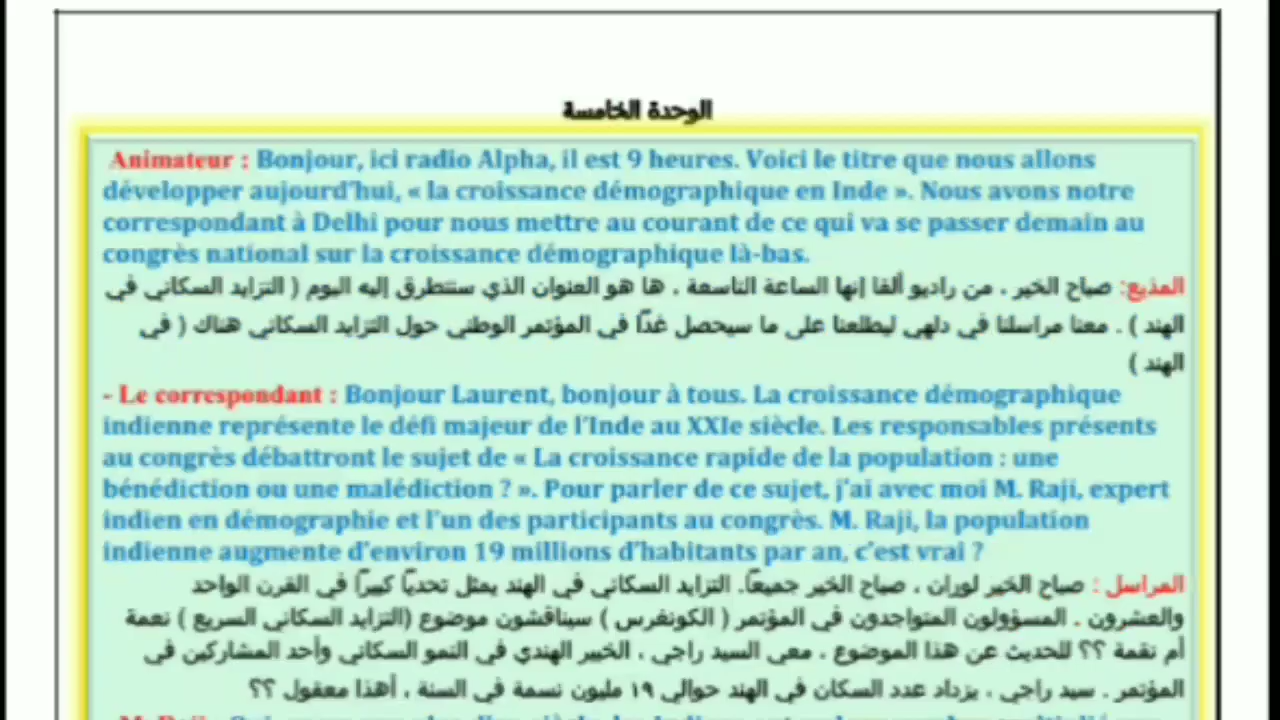 الوحدة الخامسة
Animateur : Bonjour, ici radio Alpha, il est 9 heures. Voici le titre que nous allons
développer aujourd'hui, « la croissance démographique en Inde ». Nous avons notre
correspondant à Delhi pour nous mettre au courant de ce qui va se passer demain au
congrès national sur la croissance démographique là-bas.
المذيع: صباح الخير . من راديو ألفا إنها الساعة التاسعة . ها هو العنوان الذي سنتطرق إليه اليوم ( التزايد السكاني في
الهند ) . معنا مراسلنا في دلهي ليطلعنا على ما سيحصل غدًا في المؤتمر الوطني حول التزايد السكاني هناك ( في
الهند )
- Le correspondant : Bonjour Laurent, bonjour à tous. La croissance démographique
indienne représente le défi majeur de l'Inde au XXIe siècle. Les responsables présents
au congrès débattront le sujet de « La croissance rapide de la population : une
bénédiction ou une malédiction ? ». Pour parler de ce sujet, j'ai avec moi M. Raji, expert
indien en démographie et l'un des participants au congrès. M. Raji, la population
indienne augmente d'environ 19 millions d'habitants par an, c'est vrai ?
المراسل : صباح الخير لوران ، صباح الخير جميعًا. التزايد السكاني في الهند يمثل تحديًا كبيرًا في القرن الواحد
والعشرون . المسؤولون المتواجدون في المؤتمر ( الكونفرس ) سيناقشون موضوع (التزايد السكاني السريع ) نعمة
أم نقمة ؟؟ للحديث عن هذا الموضوع . معي السيد راجي ، الخبير الهندي في النمو السكاني وأحد المشاركين في
المؤتمر . سيد راجي ، يزداد عدد السكان في الهند حوالي ١٩ مليون نسمة في السنة ، أهذا معقول ؟؟